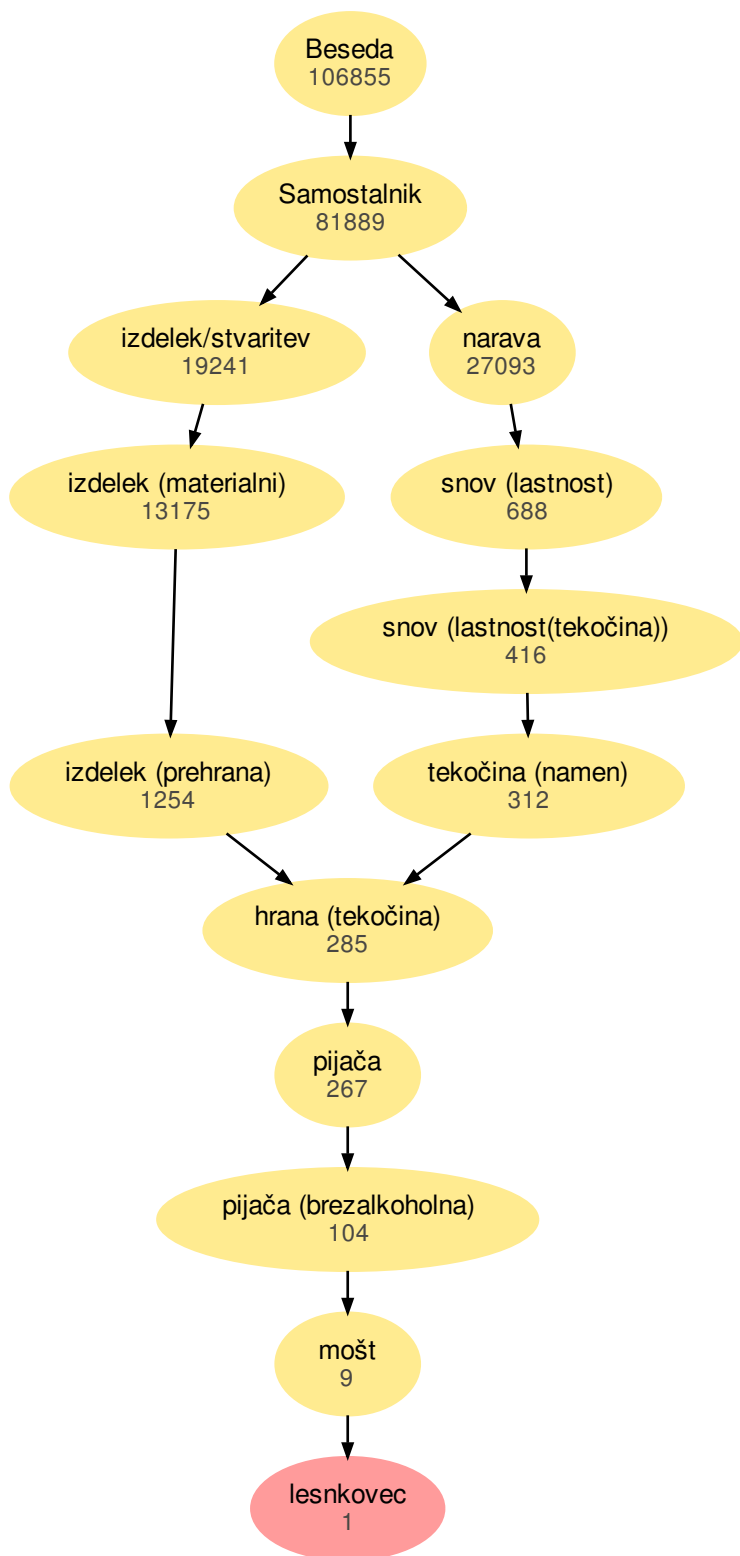 Beseda
106855
Samostalnik
81889
izdelek/stvaritev
19241
narava
27093
izdelek (materialni)
13175
snov (lastnost)
688
snov (lastnost(tekočina))
416
izdelek (prehrana)
1254
tekočina (namen)
312
hrana (tekočina)
285
pijača
267
pijača (brezalkoholna)
104
mošt
9
lesnkovec
1